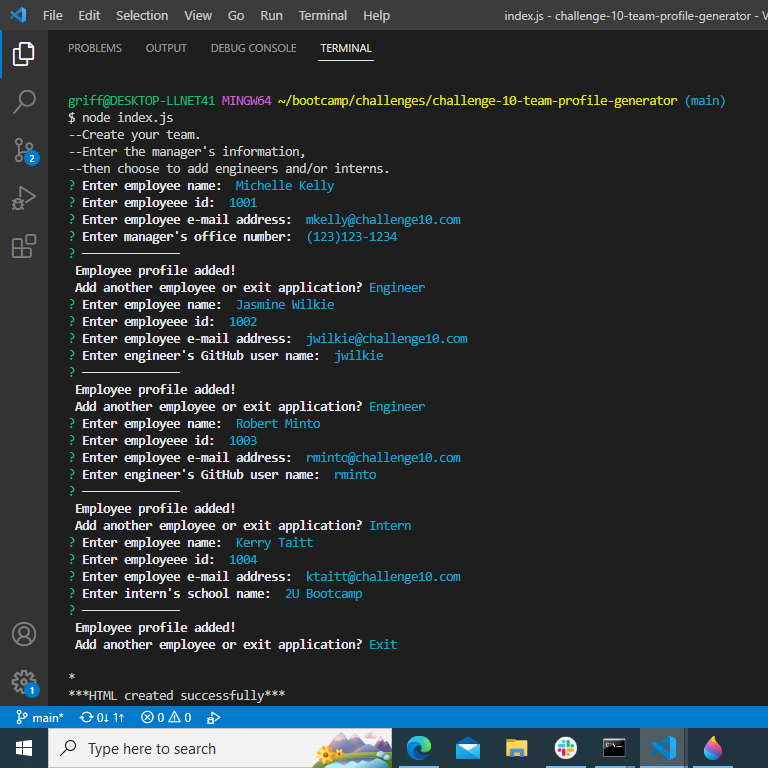 File Edit Selection View Go Run Terminal Help index.js - challenge-10-team-profile-generator - V
PROBLEMS OUTPUT DEBUG CONSOLE TERMINAL
griff@DESKTOP-LLNET41 MINGW64 ~/bootcamp/challenges/challenge-10-team-profile-generator (main)
$ node index.js
--Create your team.
--Enter the manager's information,
--then choose to add engineers and/or interns.
? Enter employee name: Michelle Kelly
? Enter employeee id: 1001
? Enter employee e-mail address: mkelly@challenge10.com
? Enter manager's office number: (123)123-1234
? ──────────────
Employee profile added!
Add another employee or exit application? Engineer
? Enter employee name: Jasmine Wilkie
? Enter employeee id: 1002
? Enter employee e-mail address: jwilkie@challenge10.com
? Enter engineer's GitHub user name: jwilkie
? ──────────────
Employee profile added!
Add another employee or exit application? Engineer
? Enter employee name: Robert Minto
? Enter employeee id: 1003
? Enter employee e-mail address: rminto@challenge10.com
? Enter engineer's GitHub user name: rminto
? ──────────────
Employee profile added!
Add another employee or exit application? Intern
? Enter employee name: Kerry Taitt
? Enter employeee id: 1004
? Enter employee e-mail address: ktaitt@challenge10.com
? Enter intern's school name: 2U Bootcamp
? ──────────────
Employee profile added!
Add another employee or exit application? Exit
*
***HTML created successfully***
2
1
main* 0↓ 1↑ 0 0
Type here to search